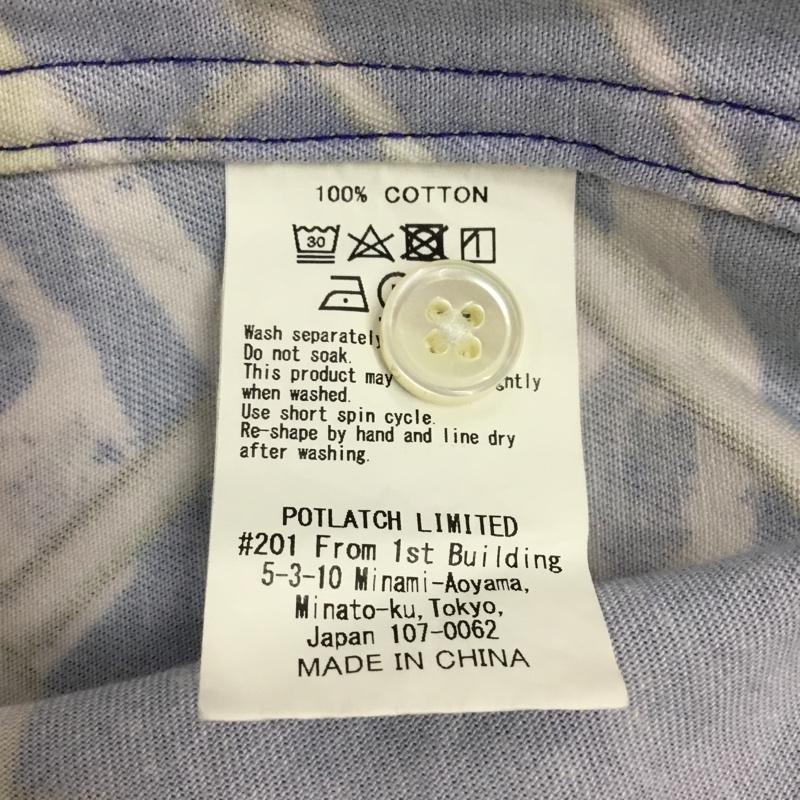 100% COTTON
30
Wash separately
Do not soak.
This product may
when washed.
Use short spin cycle.
Re-shape by hand and line dry
after washing.
POTLATCH LIMITED
#201 From 1st Building
5-3-10 Minami-Aoyama,
Minato-ku, Tokyo,
Japan 107-0062
MADE IN CHINA